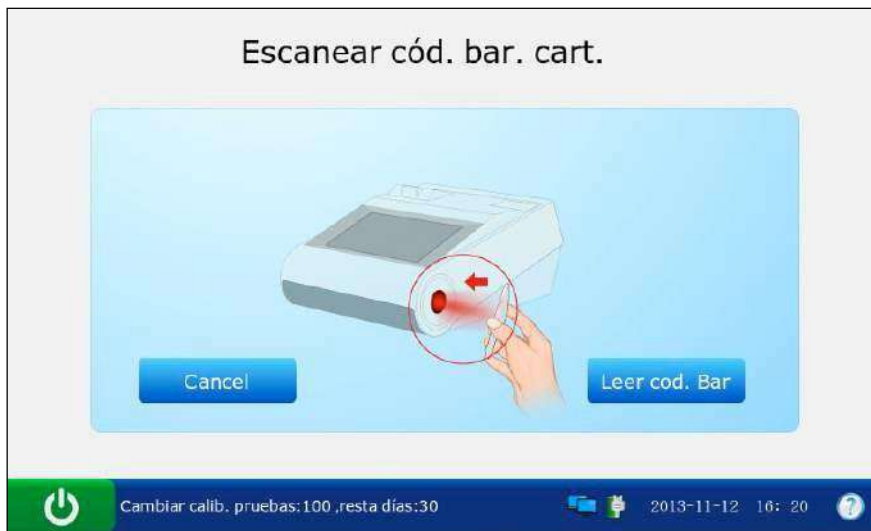 Escanear cód. bar. cart.
Cancel
Leer cod. Bar
Cambiar calib. pruebas:100 ,resta días:30
2013-11-12 16: 20
?